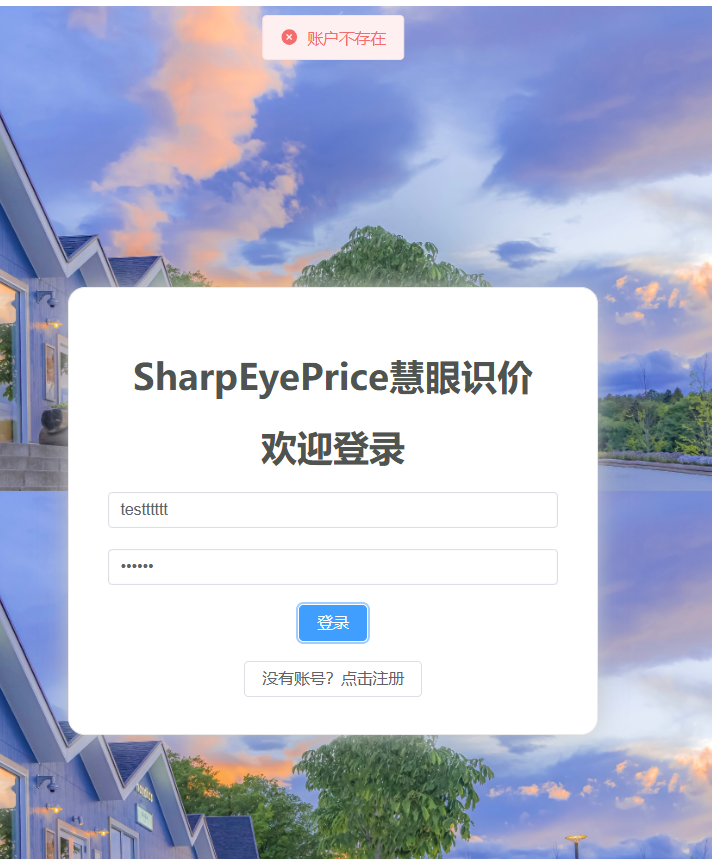 账户不存在
SharpEyePrice慧眼识价
欢迎登录
testttttt
••••••
登录
没有账号？点击注册